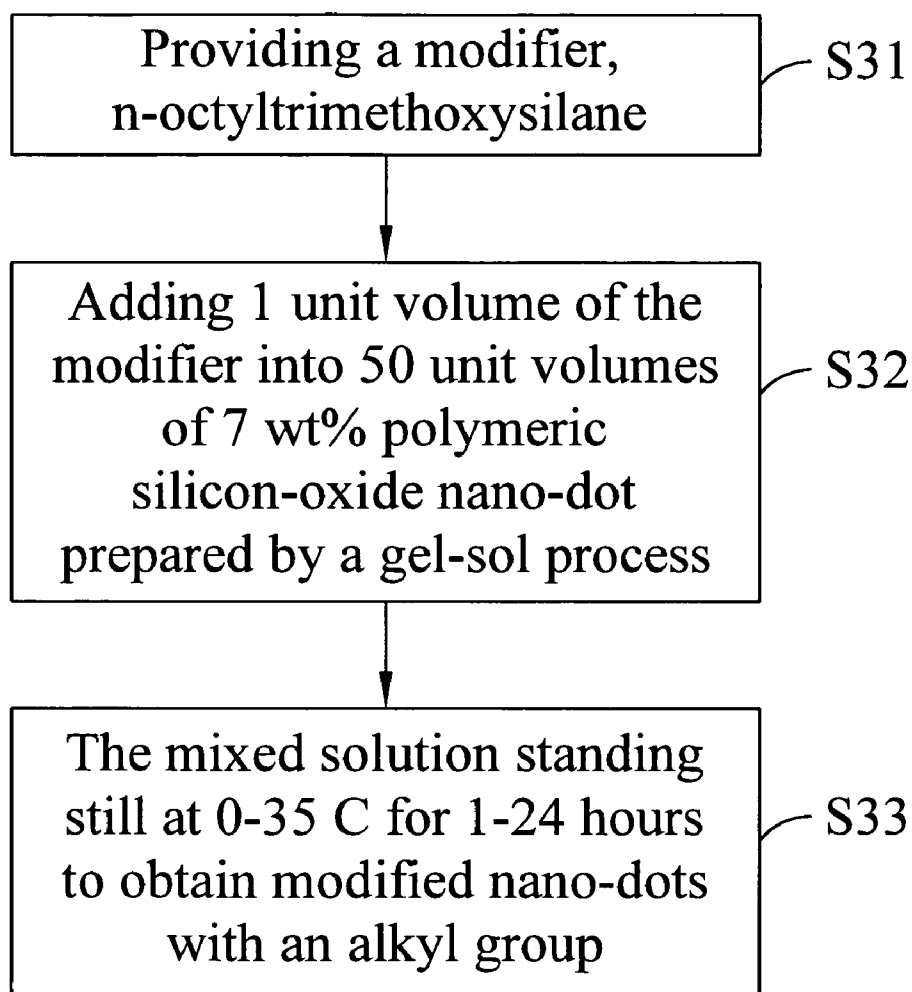 Providing a modifier,
n-octyltrimethoxysilane
S31
Adding 1 unit volume of the
modifier into 50 unit volumes
of 7 wt% polymeric
silicon-oxide nano-dot
prepared by a gel-sol process
S32
The mixed solution standing
still at 0-35 C for 1-24 hours
to obtain modified nano-dots
with an alkyl group
S33